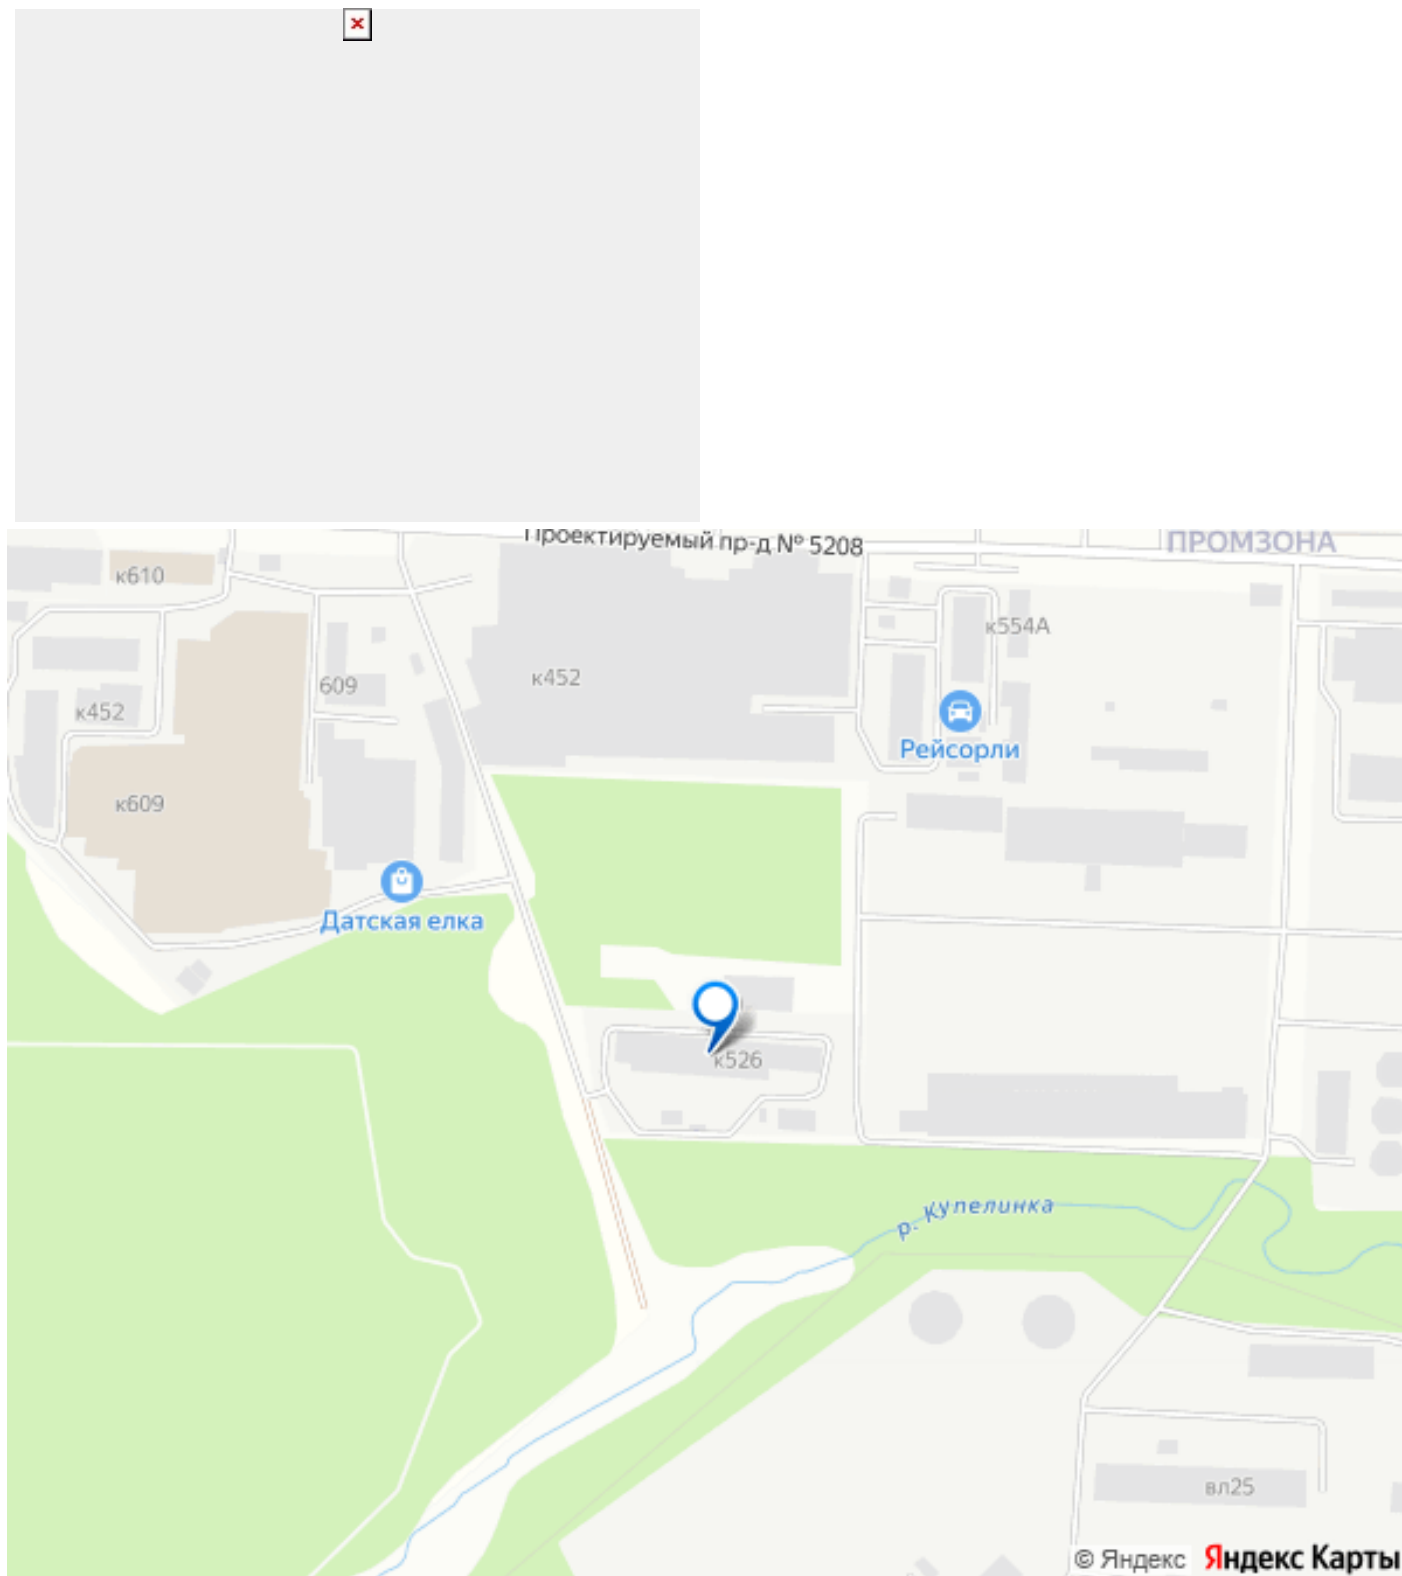 Проектируемый пр-д № 5208
ПРОМЗОНА
к610
к554А
к452
609
к452
Рейсорли
к609
Датская елка
к526
р. Купелинка
вл25
© Яндекс Яндекс Карты